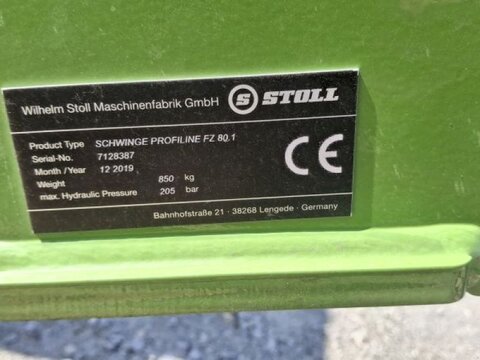 Wilhelm Stoll Maschinenfabrik GmbH S STOLL
Product Type SCHWINGE PROFILINE FZ 80.1
Serial-No. 7128387
Month / Year 12 2019
Weight 850 kg
max. Hydraulic Pressure 205 bar
CE
Bahnhofstraße 21 · 38268 Lengede · Germany